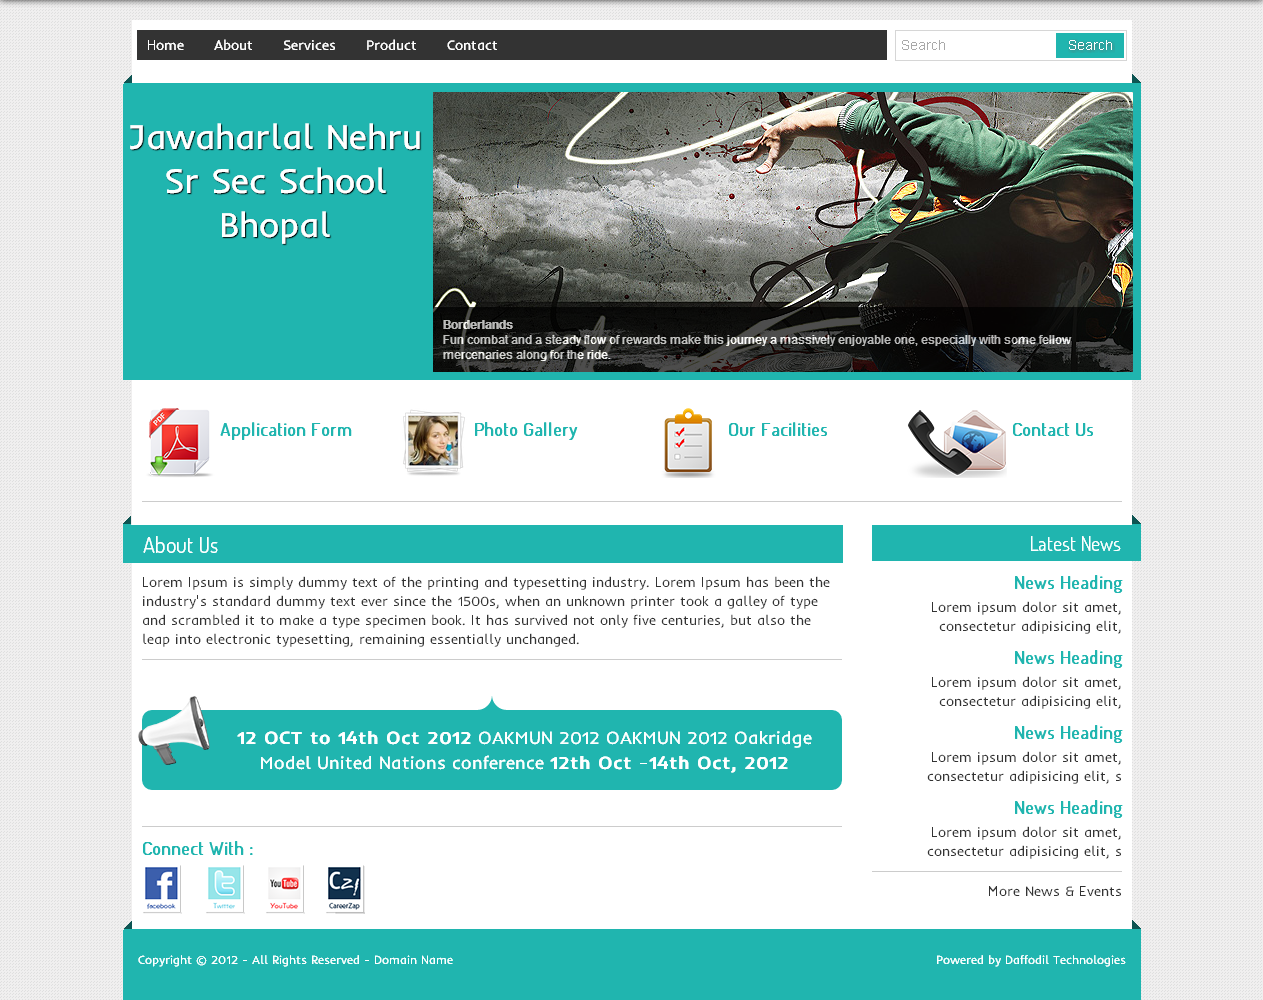 Home About Services Product Contact
Search Search
Jawaharlal Nehru
Sr Sec School
Bhopal
Borderlands
Fun combat and a steady flow of rewards make this journey a massively enjoyable one, especially with some fellow
mercenaries along for the ride.
PDF
Application Form
Photo Gallery
Our Facilities
Contact Us
About Us
Lorem Ipsum is simply dummy text of the printing and typesetting industry. Lorem Ipsum has been the
industry's standard dummy text ever since the 1500s, when an unknown printer took a galley of type
and scrambled it to make a type specimen book. It has survived not only five centuries, but also the
leap into electronic typesetting, remaining essentially unchanged.
12 OCT to 14th Oct 2012 OAKMUN 2012 OAKMUN 2012 Oakridge
Model United Nations conference 12th Oct -14th Oct, 2012
Connect With :
facebook
Twitter
You Tube
YouTube
CZ1
CareerZap
Latest News
News Heading
Lorem ipsum dolor sit amet,
consectetur adipisicing elit,
News Heading
Lorem ipsum dolor sit amet,
consectetur adipisicing elit,
News Heading
Lorem ipsum dolor sit amet,
consectetur adipisicing elit, s
News Heading
Lorem ipsum dolor sit amet,
consectetur adipisicing elit, s
More News & Events
Copyright © 2012 - All Rights Reserved - Domain Name
Powered by Daffodil Technologies